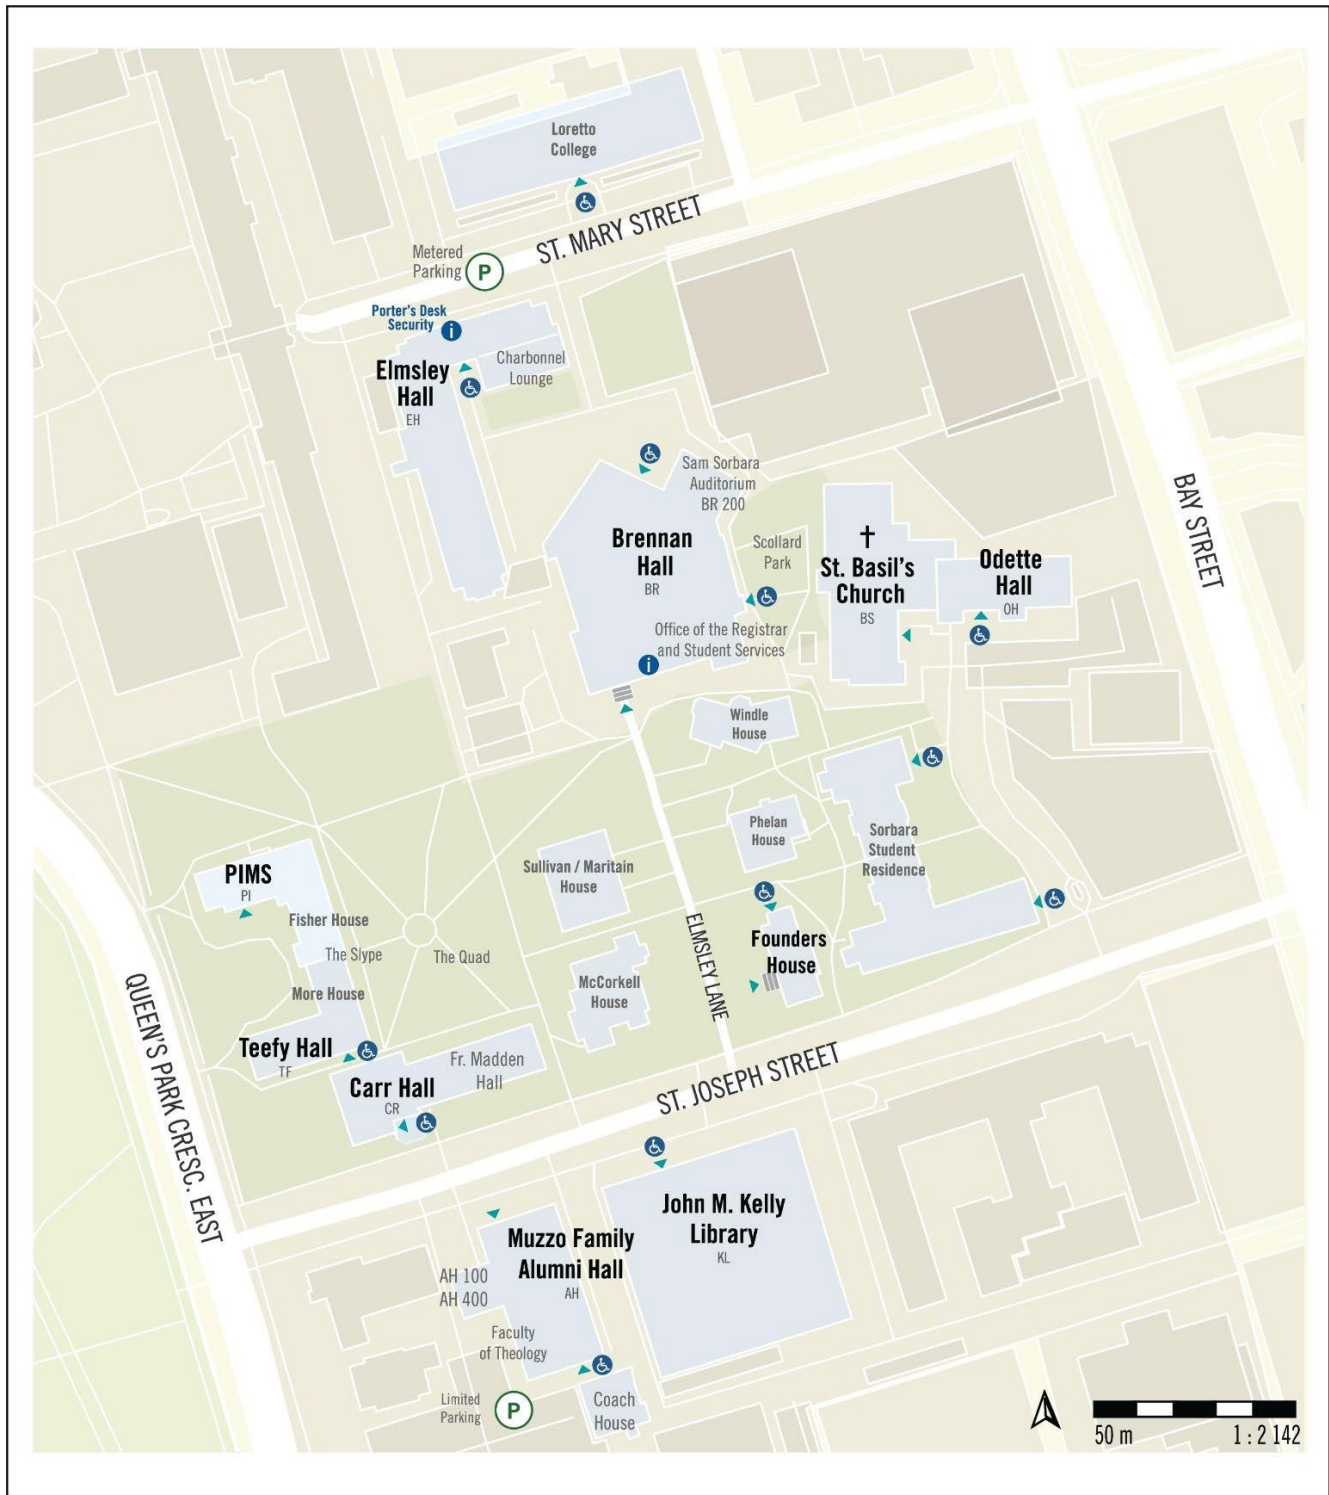 Loretto
College
ST. MARY STREET
Metered
Parking
P
Porter's Desk
Security
i
Elmsley
Hall
EH
Charbonnel
Lounge
Sam Sorbara
Auditorium
BR 200
Brennan
Hall
BR
Scollard
Park
St. Basil's
Church
BS
Odette
Hall
OH
BAY STREET
Office of the Registrar
and Student Services
i
Windle
House
Phelan
House
Sorbara
Student
Residence
Sullivan / Maritain
House
PIMS
PI
Fisher House
The Slype
The Quad
More House
McCorkell
House
ELMSLEY LANE
Founders
House
QUEEN'S PARK CRESC. EAST
Teefy Hall
TF
Carr Hall
CR
Fr. Madden
Hall
ST. JOSEPH STREET
John M. Kelly
Library
KL
Muzzo Family
Alumni Hall
AH
AH 100
AH 400
Faculty
of Theology
Limited
Parking
P
Coach
House
50 m
1 : 2 142